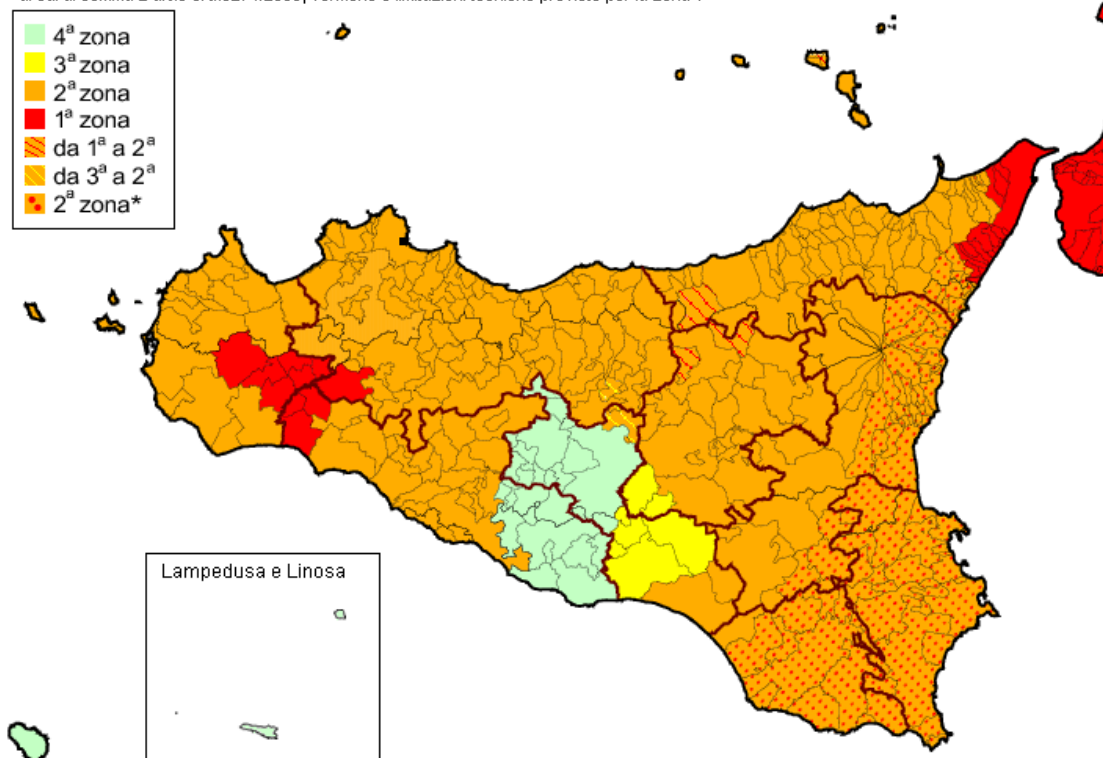 4ª zona
3ª zona
2ª zona
1ª zona
da 1ª a 2ª
da 3ª a 2ª
2ª zona*
Lampedusa e Linosa